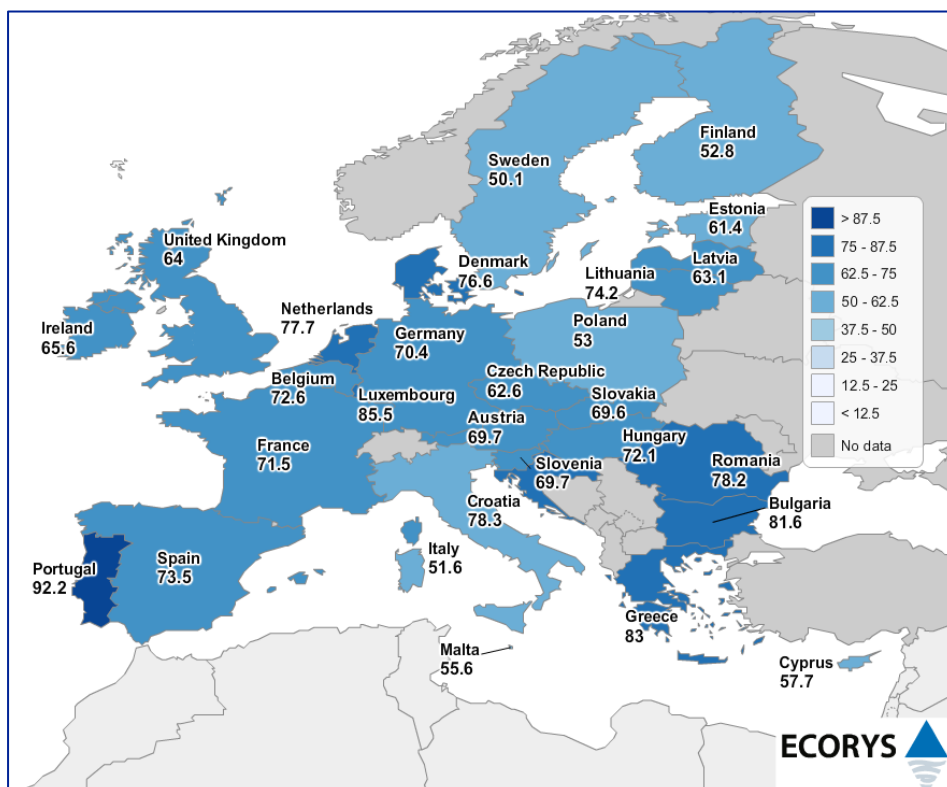 Finland
52.8
Sweden
50.1
Estonia
61.4
United Kingdom
64
Denmark
76.6
Latvia
63.1
Lithuania
74.2
Netherlands
77.7
Ireland
65.6
Germany
70.4
Poland
53
Belgium
72.6
Czech Republic
62.6
Luxembourg
85.5
Slovakia
69.6
Austria
69.7
France
71.5
Hungary
72.1
Slovenia
69.7
Romania
78.2
Croatia
78.3
Bulgaria
81.6
Italy
51.6
Spain
73.5
Portugal
92.2
Greece
83
Malta
55.6
Cyprus
57.7
> 87.5
75 - 87.5
62.5 - 75
50 - 62.5
37.5 - 50
25 - 37.5
12.5 - 25
< 12.5
No data
ECORYS